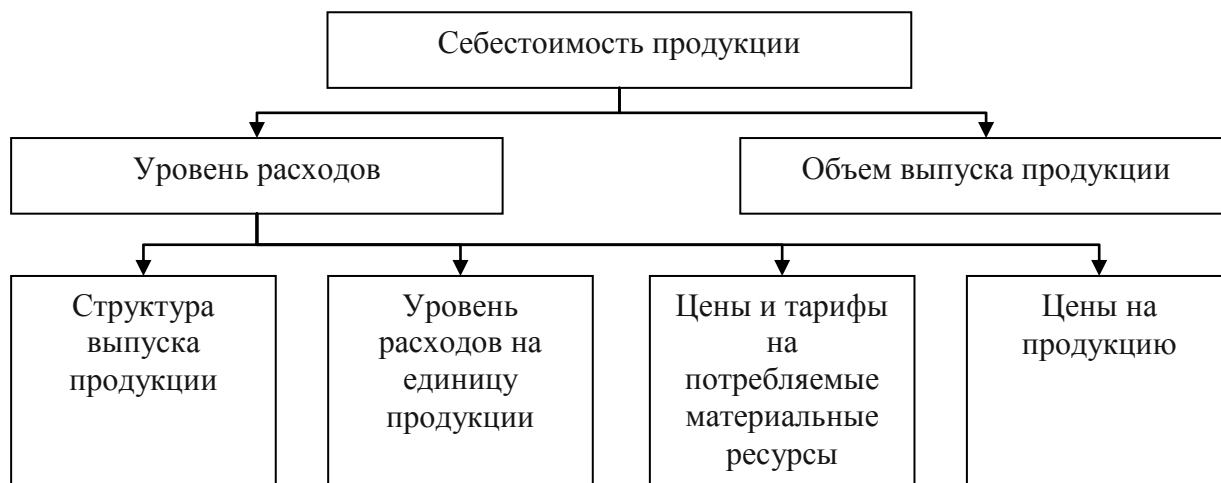 Себестоимость продукции
Уровень расходов
Объем выпуска продукции
Структура
выпуска
продукции
Уровень
расходов на
единицу
продукции
Цены и тарифы
на
потребляемые
материальные
ресурсы
Цены на
продукцию